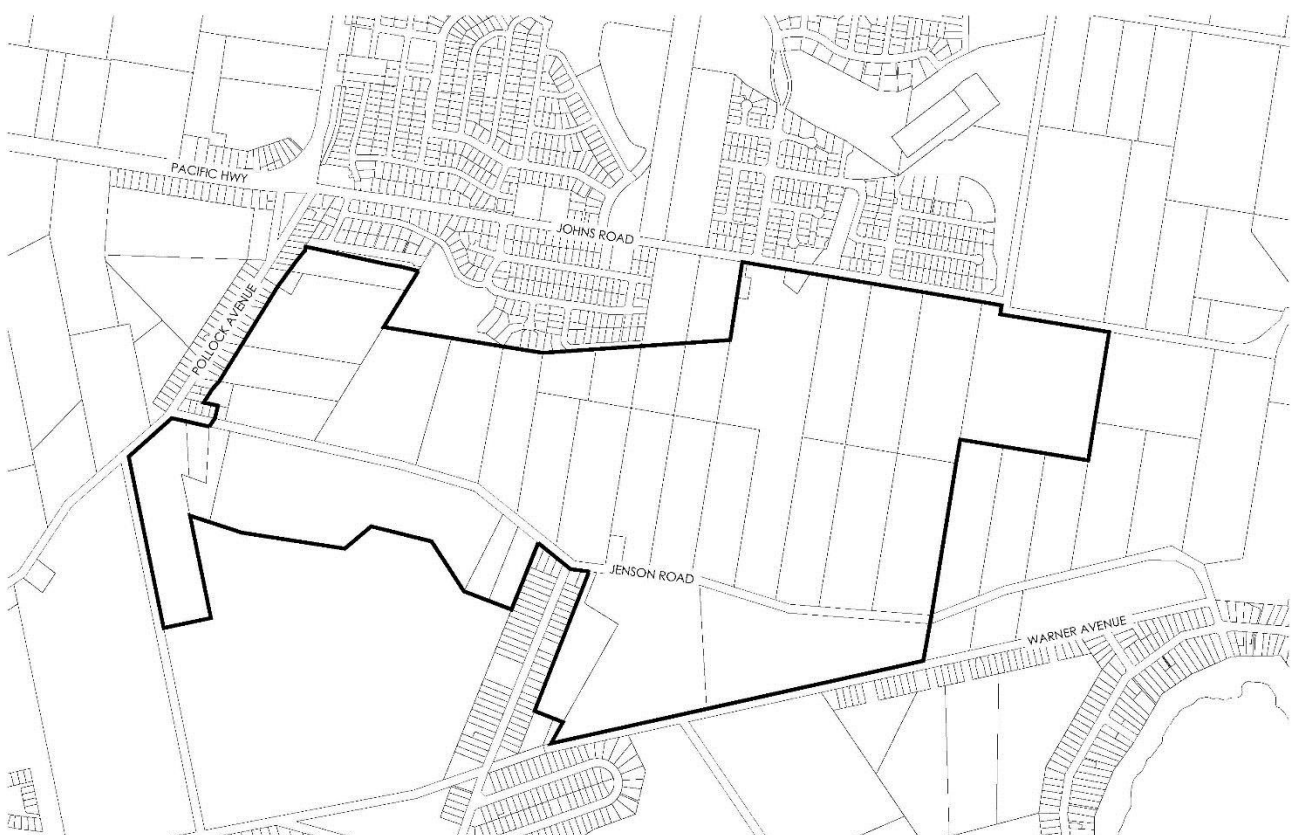 PACIFIC HWY
JOHNS ROAD
POLLOCK AVENUE
JENSON ROAD
WARNER AVENUE